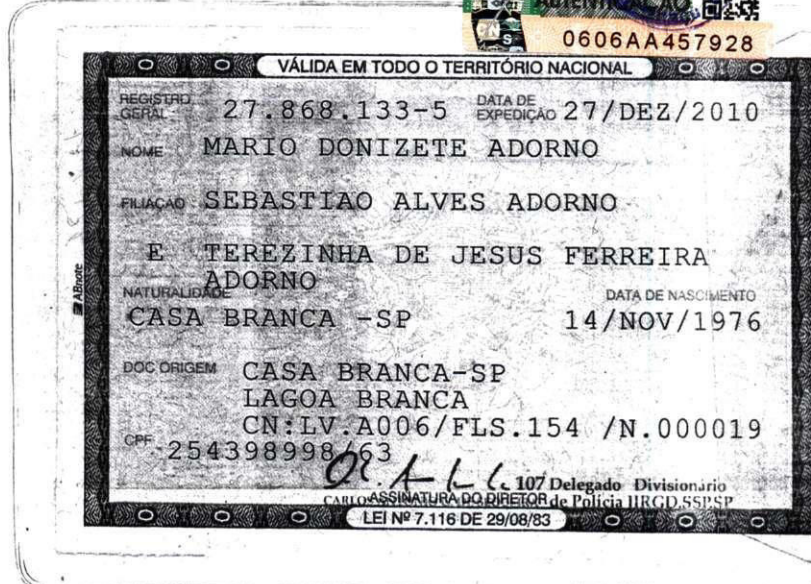 AUTENTICAÇÃO
0606AA457928
VÁLIDA EM TODO O TERRITÓRIO NACIONAL
REGISTRO GERAL 27.868.133-5 DATA DE EXPEDIÇÃO 27/DEZ/2010
NOME MARIO DONIZETE ADORNO
FILIAÇÃO SEBASTIAO ALVES ADORNO
E TEREZINHA DE JESUS FERREIRA
ADORNO
NATURALIDADE DATA DE NASCIMENTO
CASA BRANCA -SP 14/NOV/1976
DOC ORIGEM CASA BRANCA-SP
LAGOA BRANCA
CN:LV.A006/FLS.154 /N.000019
CPF 254398998/63
107 Delegado Divisionário
de Polícia IIRGD.SSP.SP
ASSINATURA DO DIRETOR
LEI Nº 7.116 DE 29/08/83
ABnote